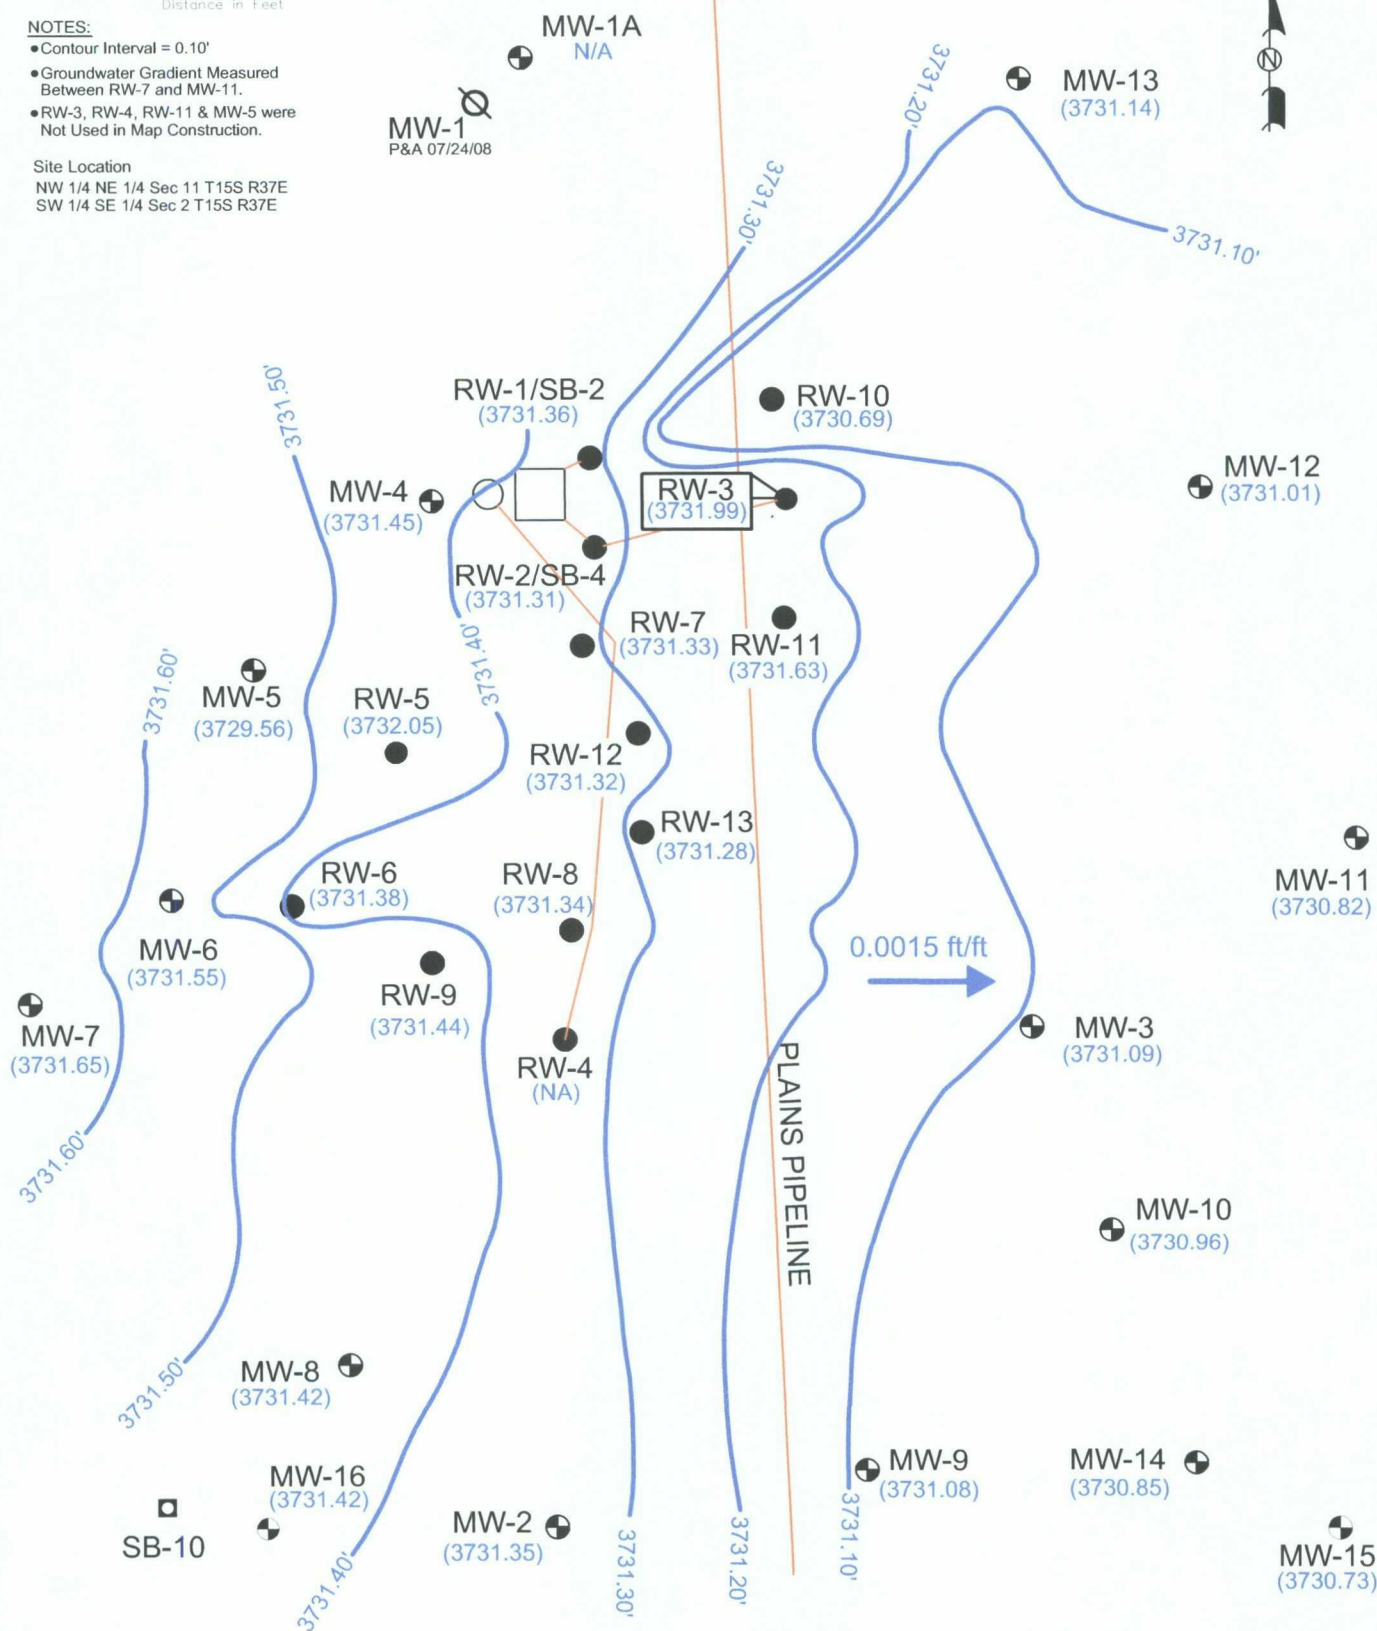 Distance in Feet
NOTES:
•Contour Interval = 0.10'
•Groundwater Gradient Measured
Between RW-7 and MW-11.
•RW-3, RW-4, RW-11 & MW-5 were
Not Used in Map Construction.
Site Location
NW 1/4 NE 1/4 Sec 11 T15S R37E
SW 1/4 SE 1/4 Sec 2 T15S R37E
MW-1A
N/A
MW-1
P&A 07/24/08
3731.20'
MW-13
(3731.14)
N
3731.30'
3731.10'
3731.50'
RW-1/SB-2
(3731.36)
RW-10
(3730.69)
MW-4
(3731.45)
RW-3
(3731.99)
MW-12
(3731.01)
RW-2/SB-4
(3731.31)
RW-7
(3731.33)
RW-11
(3731.63)
3731.40'
3731.60'
MW-5
(3729.56)
RW-5
(3732.05)
RW-12
(3731.32)
RW-13
(3731.28)
RW-6
(3731.38)
RW-8
(3731.34)
MW-11
(3730.82)
MW-6
(3731.55)
0.0015 ft/ft
RW-9
(3731.44)
MW-7
(3731.65)
MW-3
(3731.09)
RW-4
(NA)
PLAINS PIPELINE
3731.60'
MW-10
(3730.96)
3731.50'
MW-8
(3731.42)
MW-9
(3731.08)
MW-14
(3730.85)
MW-16
(3731.42)
SB-10
MW-2
(3731.35)
3731.40'
3731.30'
3731.20'
3731.10'
MW-15
(3730.73)